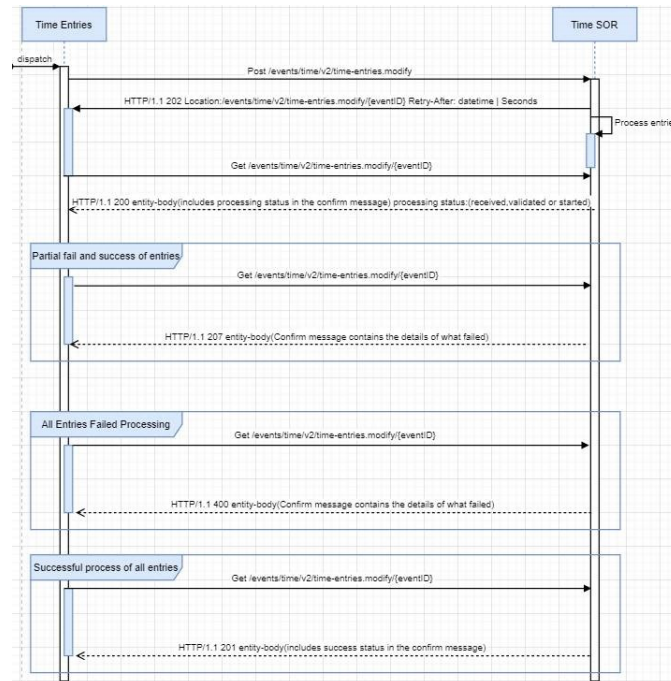 Time Entries
Time SOR
dispatch
Post /events/time/v2/time-entries.modify
HTTP/1.1 202 Location:/events/time/v2/time-entries.modify/{eventID} Retry-After: datetime | Seconds
Process entrie
Get /events/time/v2/time-entries.modify/{eventID}
HTTP/1.1 200 entity-body(includes processing status in the confirm message) processing status:(received,validated or started)
Partial fail and success of entries
Get /events/time/v2/time-entries.modify/{eventID}
HTTP/1.1 207 entity-body(Confirm message contains the details of what failed)
All Entries Failed Processing
Get /events/time/v2/time-entries.modify/{eventID}
HTTP/1.1 400 entity-body(Confirm message contains the details of what failed)
Successful process of all entries
Get /events/time/v2/time-entries.modify/{eventID}
HTTP/1.1 201 entity-body(includes success status in the confirm message)